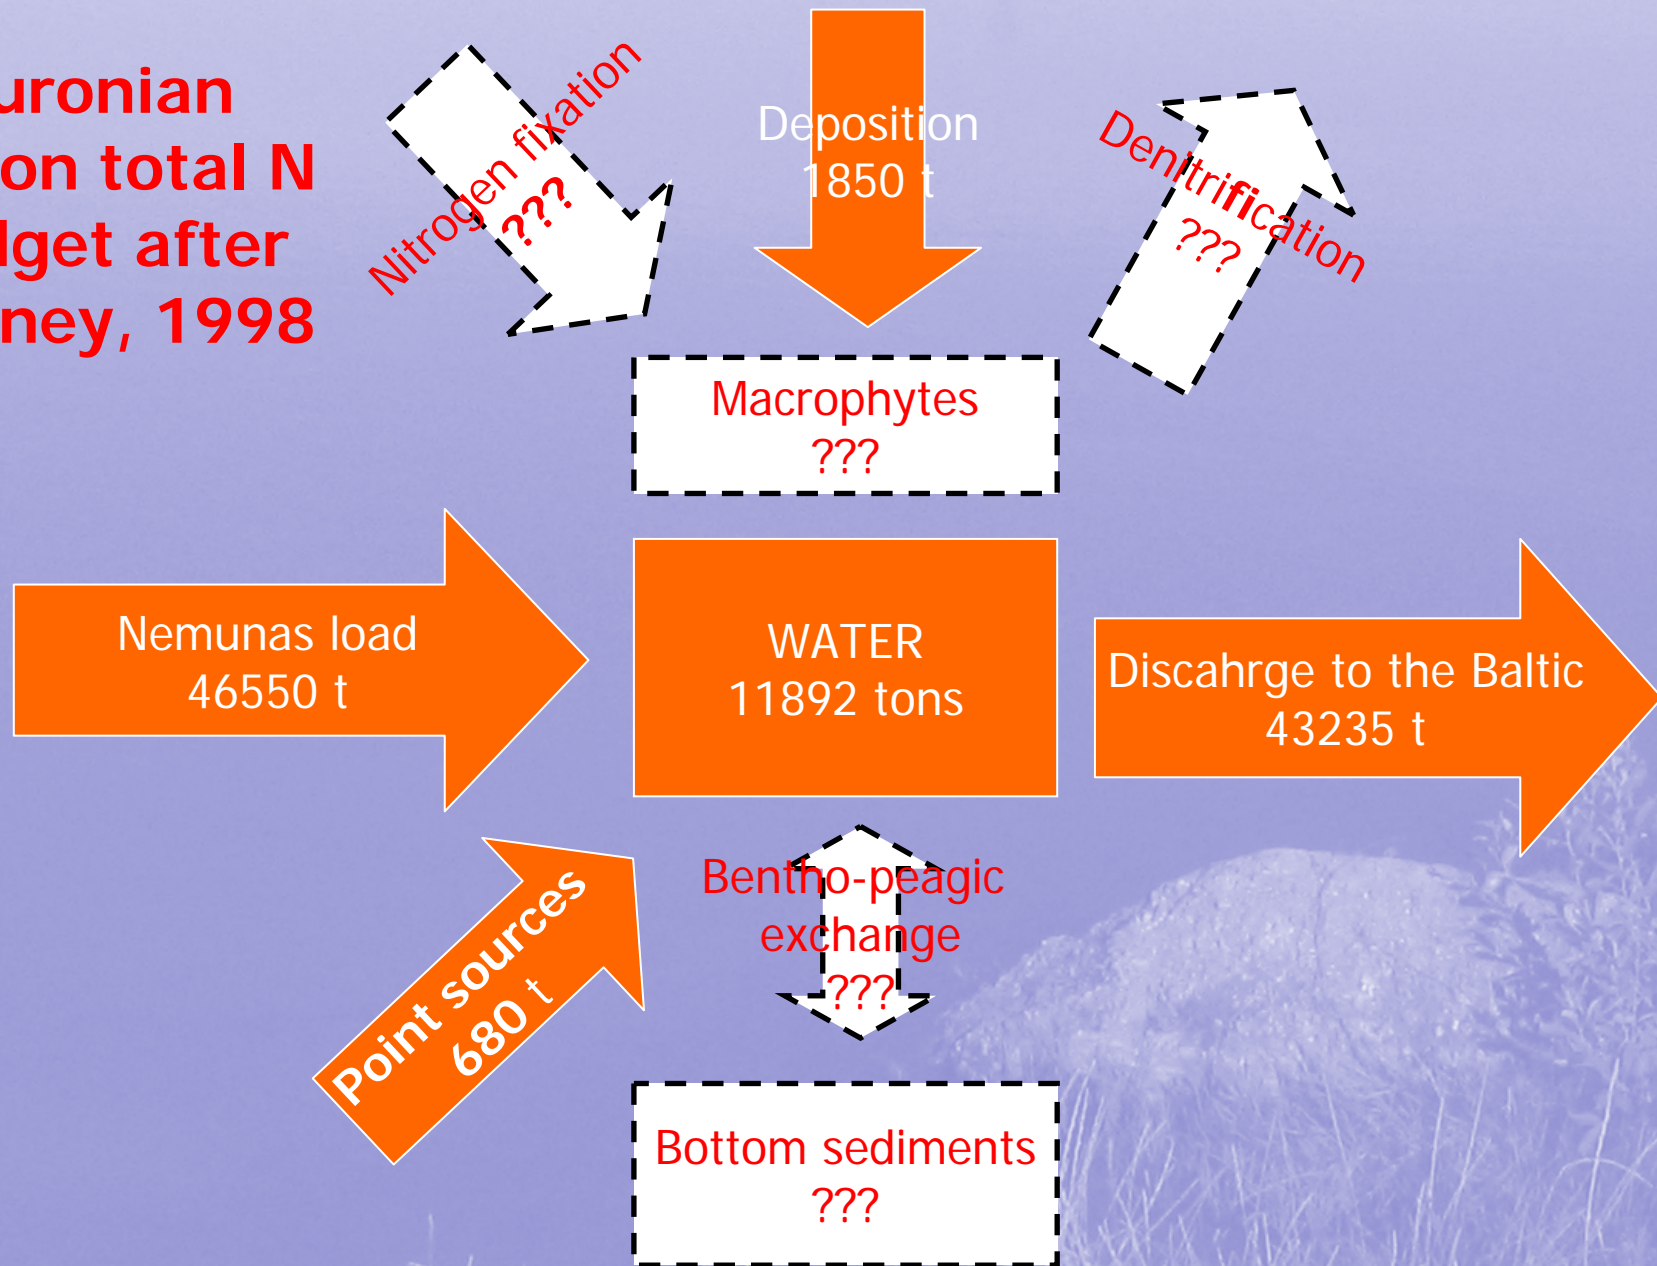 uronian
on total N
lget after
ney, 1998
Nitrogen fixation
???
Deposition
1850 t
Denitrification
???
Macrophytes
???
Nemunas load
46550 t
WATER
11892 tons
Discahrge to the Baltic
43235 t
Point sources
680 t
Bentho-peagic
exchange
???
Bottom sediments
???